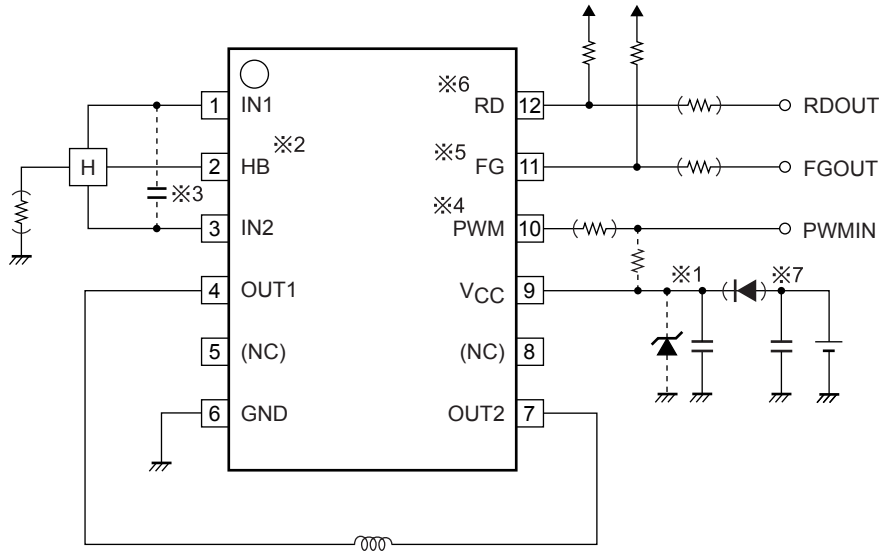 ※6
1 IN1 RD 12 RDOUT
H 2 HB ※2 ※5 FG 11 FGOUT
※3 ※4
3 IN2 PWM 10 PWMIN
※1 ※7
4 OUT1 VCC 9
5 (NC) (NC) 8
6 GND OUT2 7